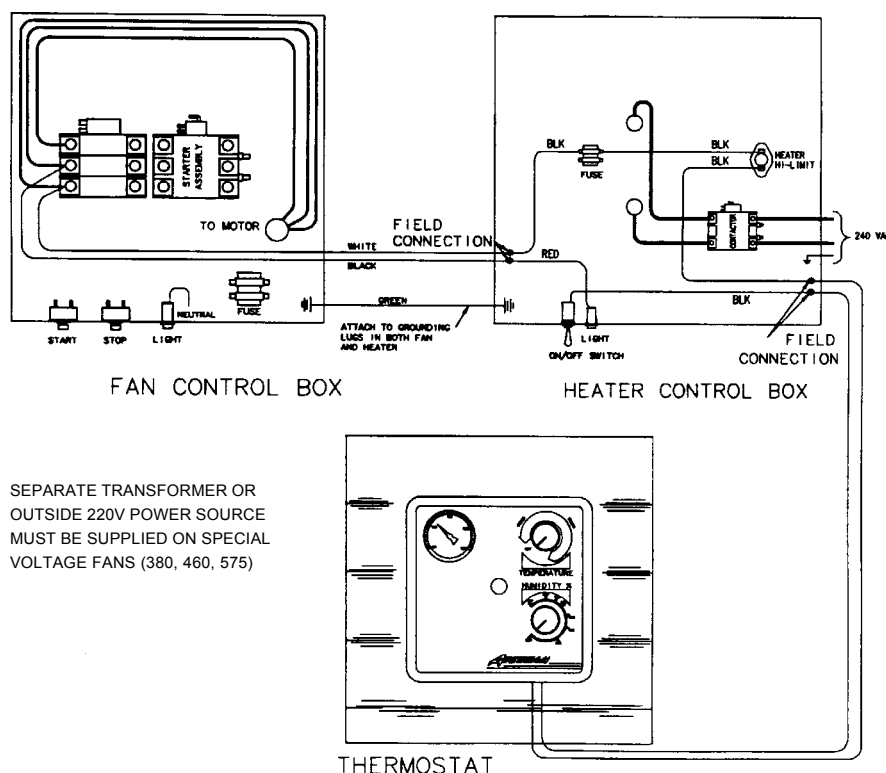 STARTER
ASSEMBLY
TO MOTOR
NEUTRAL
FUSE
START
STOP
LIGHT
FAN CONTROL BOX
FIELD
CONNECTION
WHITE
BLACK
GREEN
ATTACH TO GROUNDING
LUGS IN BOTH FAN
AND HEATER
BLK
FUSE
BLK
BLK
HEATER
HI-LIMIT
CONTACTOR
240 VA
RED
BLK
LIGHT
ON/OFF SWITCH
FIELD
CONNECTION
HEATER CONTROL BOX
SEPARATE TRANSFORMER OR
OUTSIDE 220V POWER SOURCE
MUST BE SUPPLIED ON SPECIAL
VOLTAGE FANS (380, 460, 575)
TEMPERATURE
HUMIDITY %
THERMOSTAT